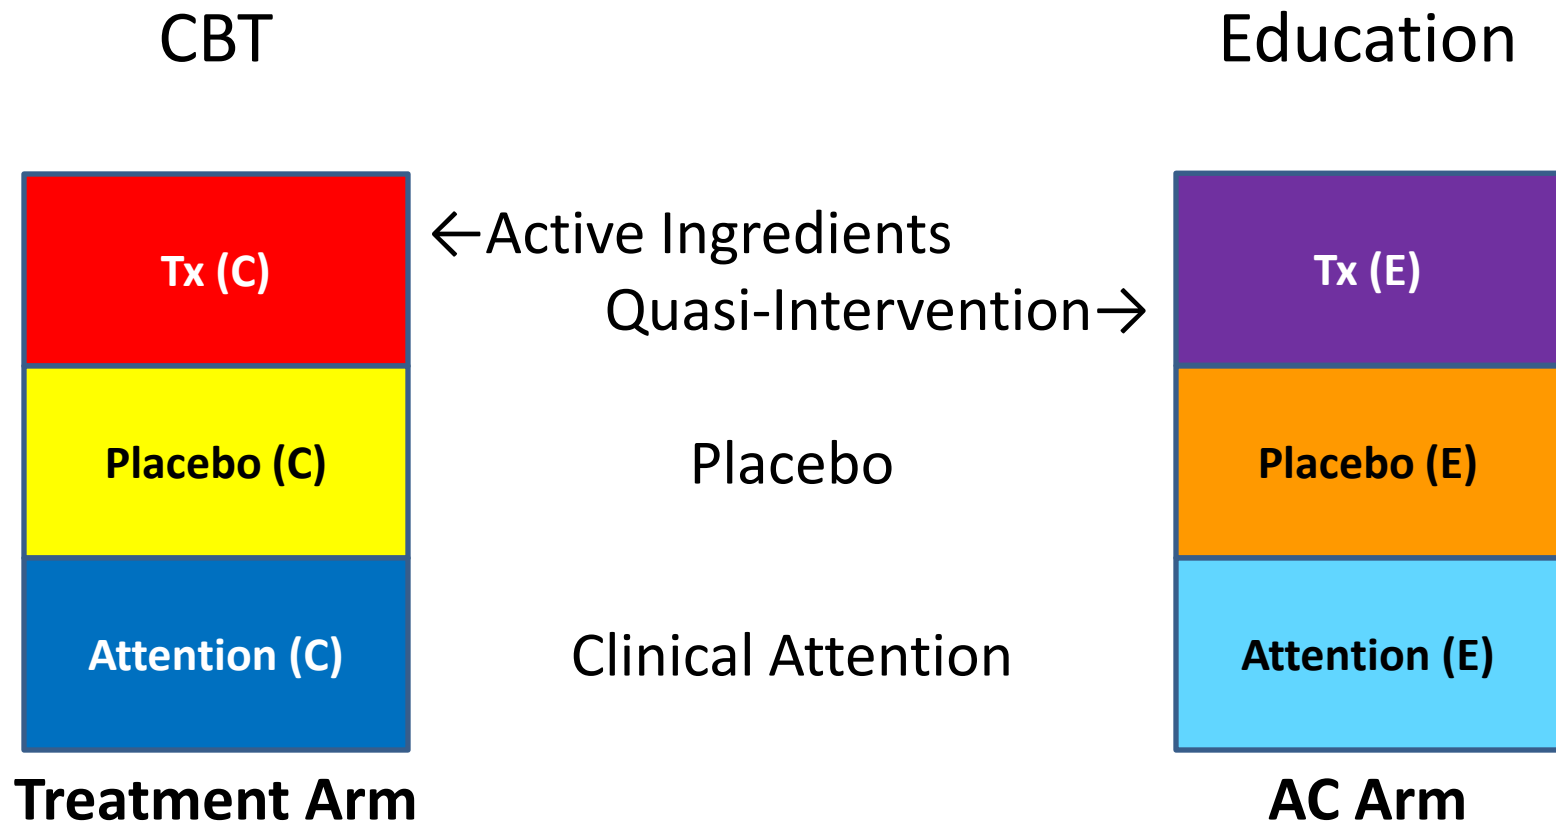 CBT
Education
Tx (C)
←Active Ingredients
Quasi-Intervention→
Tx (E)
Placebo (C)
Placebo
Placebo (E)
Attention (C)
Clinical Attention
Attention (E)
Treatment Arm
AC Arm